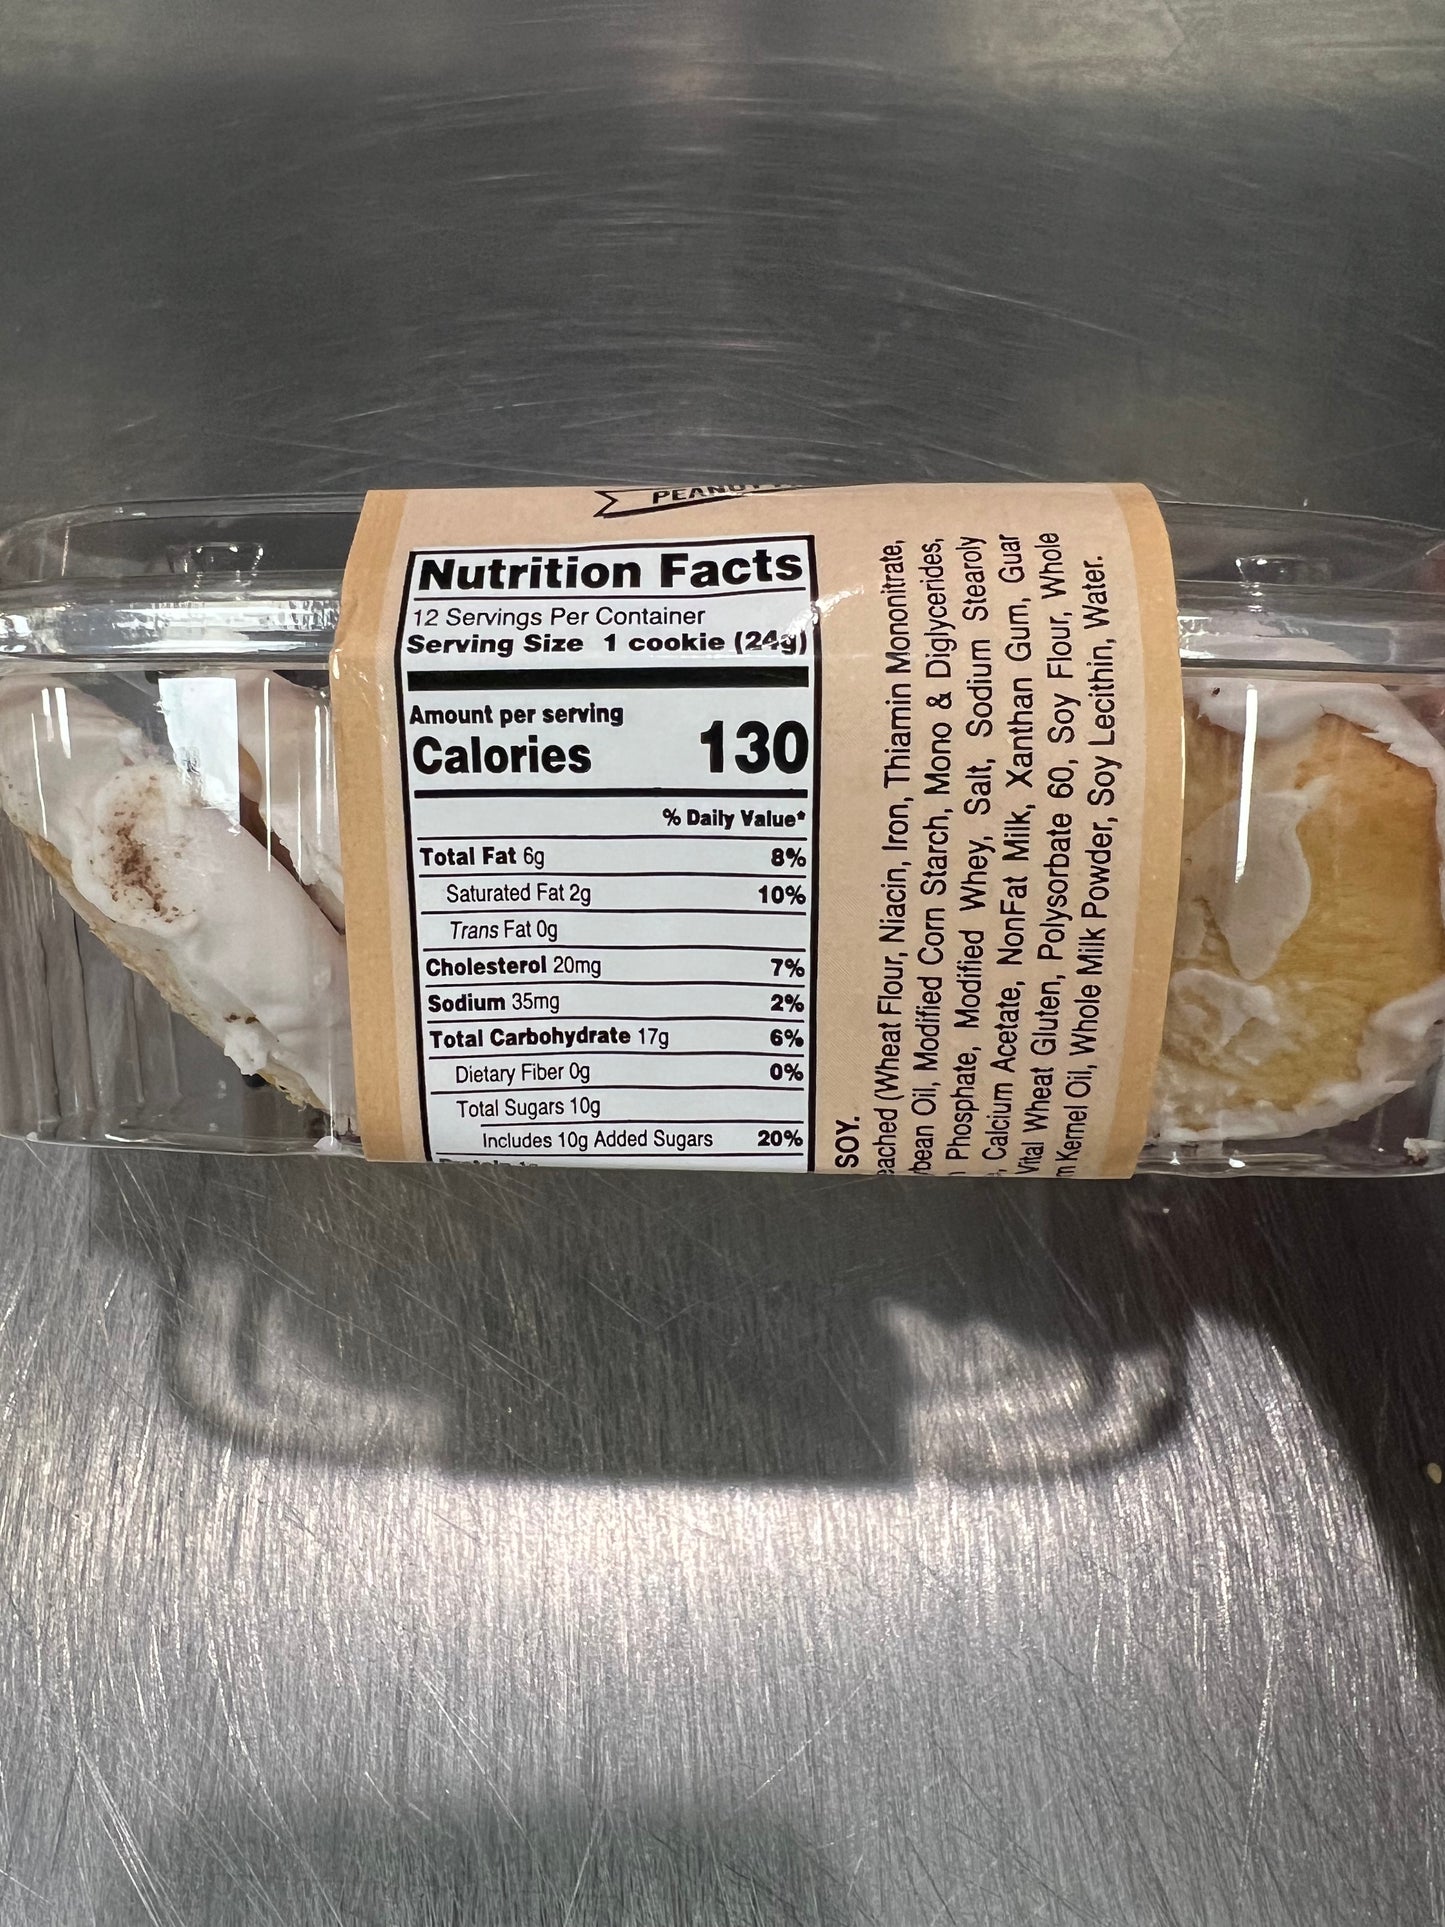 Nutrition Facts
12 Servings Per Container
Serving Size 1 cookie (24g)
Amount per serving
Calories 130
% Daily Value*
Total Fat 6g 8%
Saturated Fat 2g 10%
Trans Fat 0g
Cholesterol 20mg 7%
Sodium 35mg 2%
Total Carbohydrate 17g 6%
Dietary Fiber 0g 0%
Total Sugars 10g
Includes 10g Added Sugars 20%
SOY.
eached (Wheat Flour, Niacin, Iron, Thiamin Mononitrate,
bean Oil, Modified Corn Starch, Mono & Diglycerides,
Phosphate, Modified Whey, Salt, Sodium Stearoly
, Calcium Acetate, NonFat Milk, Xanthan Gum, Guar
Vital Wheat Gluten, Polysorbate 60, Soy Flour, Whole
Kernel Oil, Whole Milk Powder, Soy Lecithin, Water.